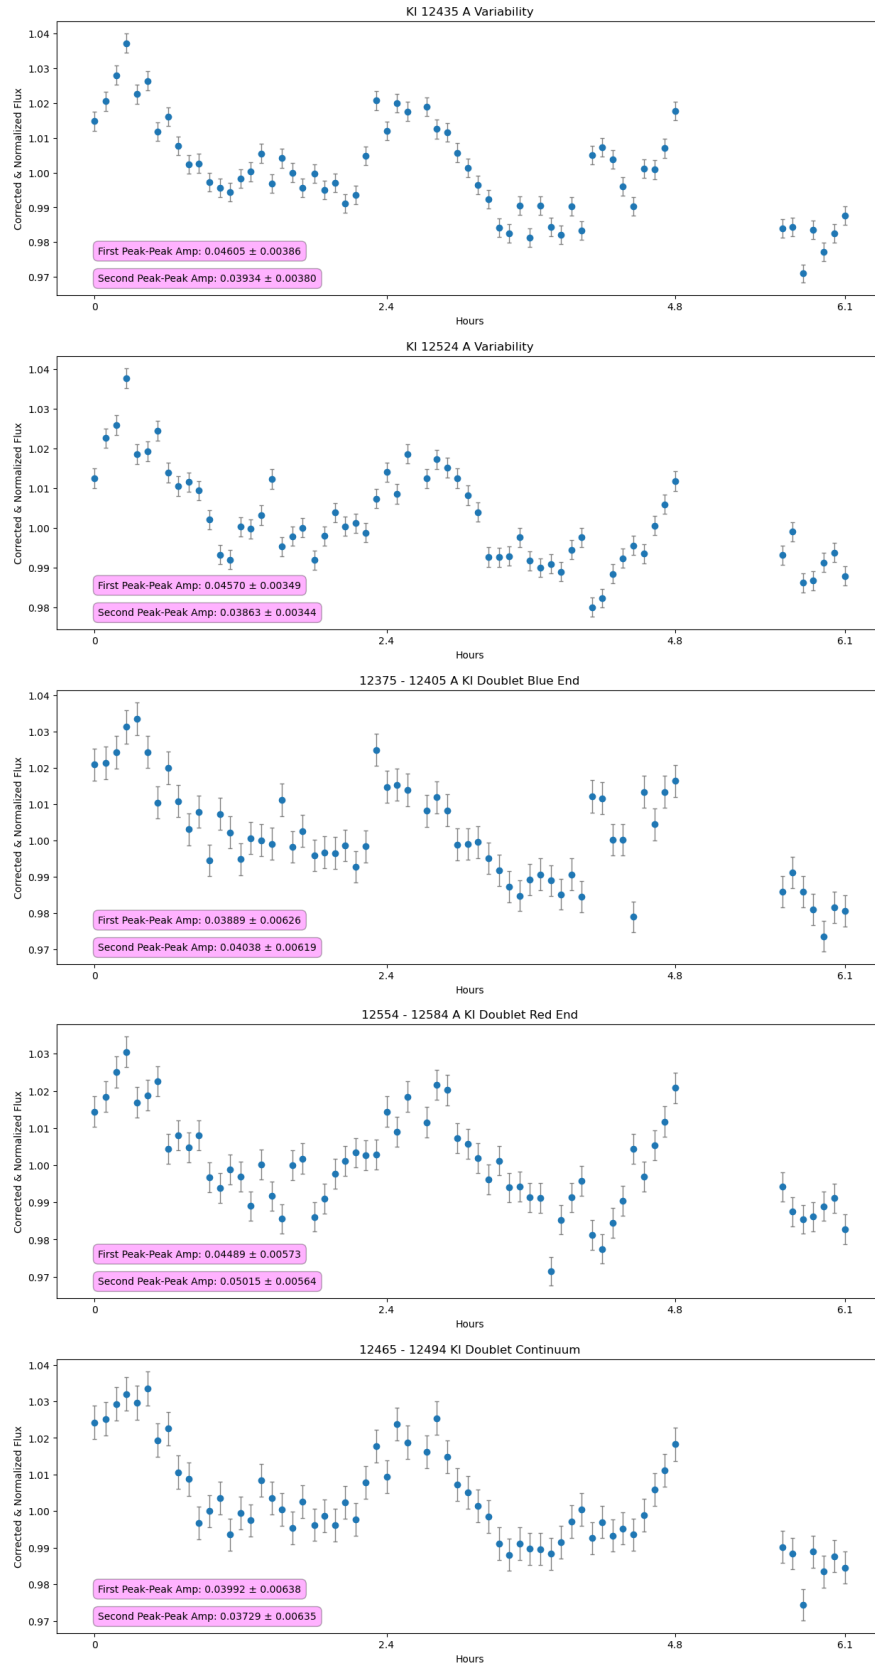 KI 12435 A Variability
1.04
1.03
1.02
1.01
1.00
0.99
0.98
0.97
Corrected & Normalized Flux
First Peak-Peak Amp: 0.04605 ± 0.00386
Second Peak-Peak Amp: 0.03934 ± 0.00380
0 2.4 4.8 6.1
Hours
KI 12524 A Variability
1.04
1.03
1.02
1.01
1.00
0.99
0.98
Corrected & Normalized Flux
First Peak-Peak Amp: 0.04570 ± 0.00349
Second Peak-Peak Amp: 0.03863 ± 0.00344
0 2.4 4.8 6.1
Hours
12375 - 12405 A KI Doublet Blue End
1.04
1.03
1.02
1.01
1.00
0.99
0.98
0.97
Corrected & Normalized Flux
First Peak-Peak Amp: 0.03889 ± 0.00626
Second Peak-Peak Amp: 0.04038 ± 0.00619
0 2.4 4.8 6.1
Hours
12554 - 12584 A KI Doublet Red End
1.03
1.02
1.01
1.00
0.99
0.98
0.97
Corrected & Normalized Flux
First Peak-Peak Amp: 0.04489 ± 0.00573
Second Peak-Peak Amp: 0.05015 ± 0.00564
0 2.4 4.8 6.1
Hours
12465 - 12494 KI Doublet Continuum
1.04
1.03
1.02
1.01
1.00
0.99
0.98
0.97
Corrected & Normalized Flux
First Peak-Peak Amp: 0.03992 ± 0.00638
Second Peak-Peak Amp: 0.03729 ± 0.00635
0 2.4 4.8 6.1
Hours